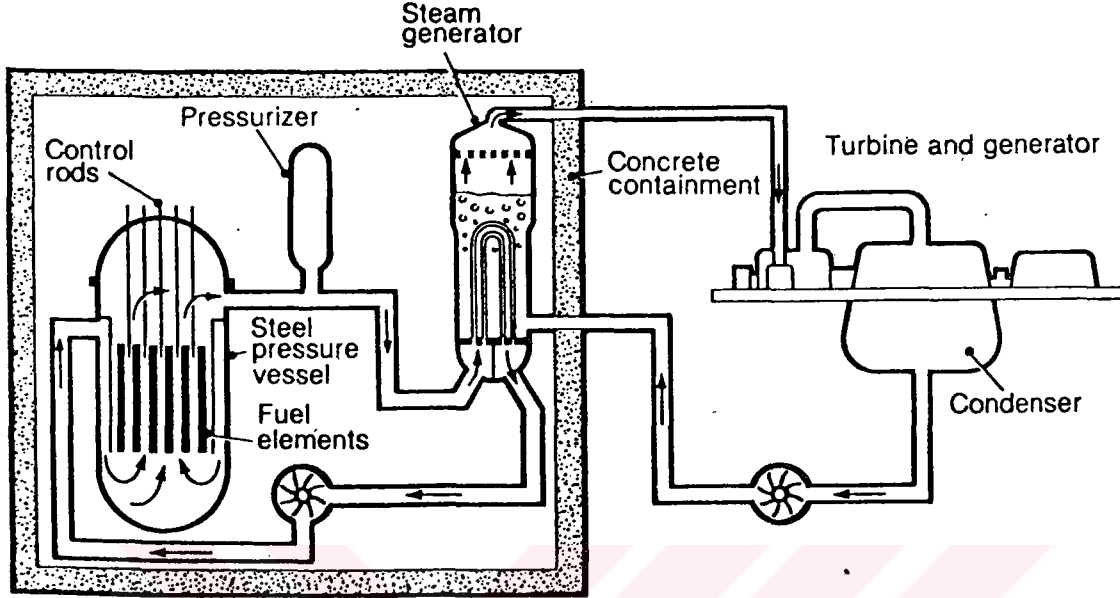 Steam
generator
Pressurizer
Control
rods
Concrete
containment
Turbine and generator
Steel
pressure
vessel
Fuel
elements
Condenser